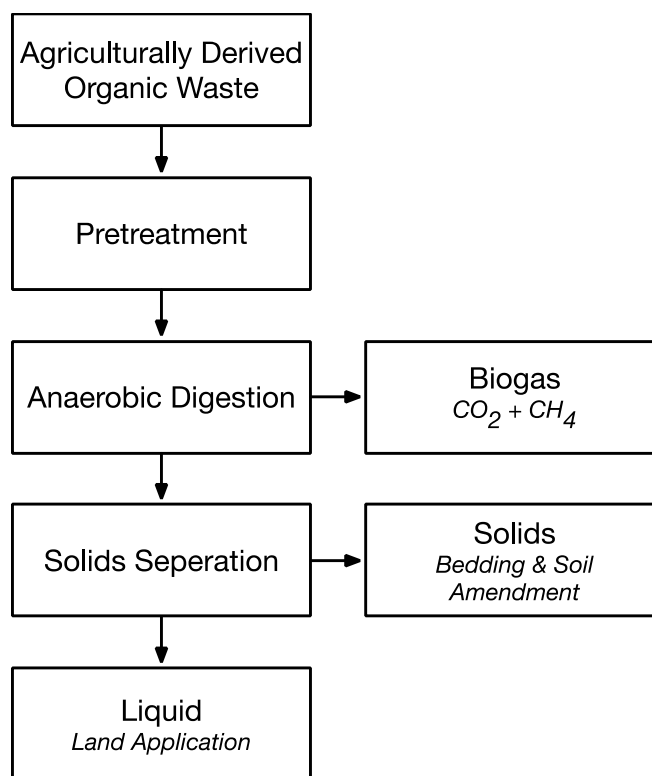 Agriculturally Derived
Organic Waste
Pretreatment
Anaerobic Digestion
Biogas
CO2 + CH4
Solids Seperation
Solids
Bedding & Soil
Amendment
Liquid
Land Application